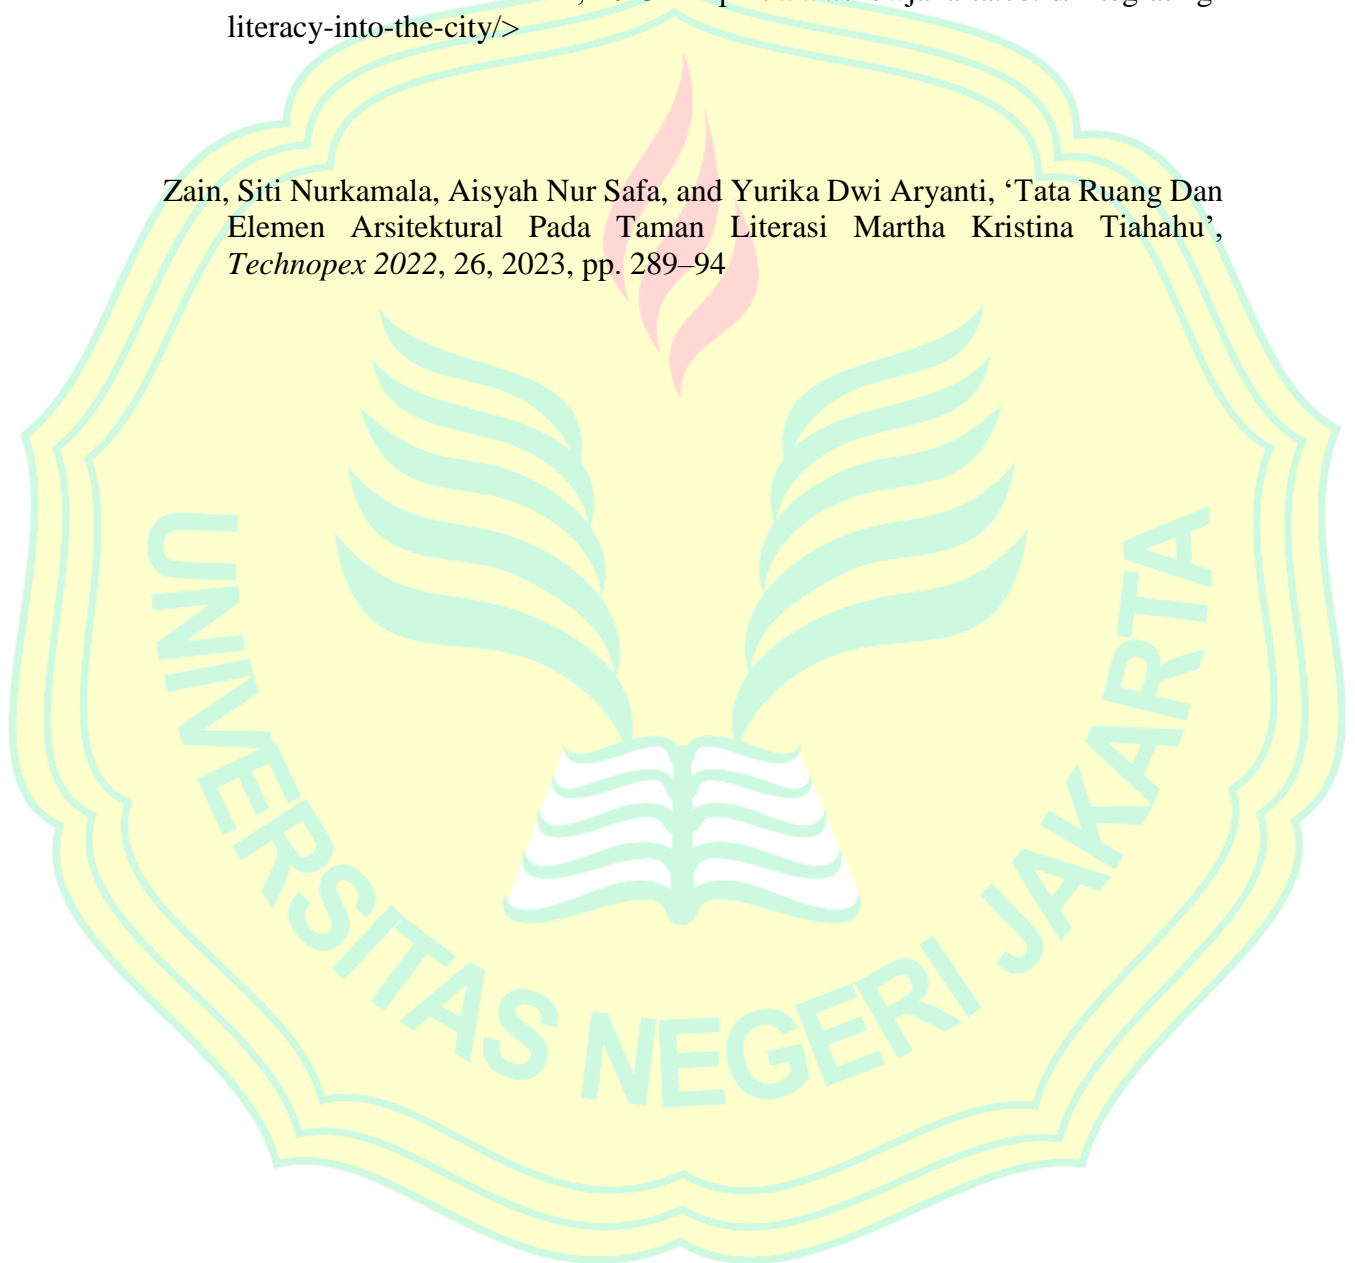 literacy-into-the-city/>
Zain, Siti Nurkamala, Aisyah Nur Safa, and Yurika Dwi Aryanti, ‘Tata Ruang Dan
Elemen Arsitektural Pada Taman Literasi Martha Kristina Tiahahu’,
Technopex 2022, 26, 2023, pp. 289–94
UNIVERSITAS NEGERI JAKARTA